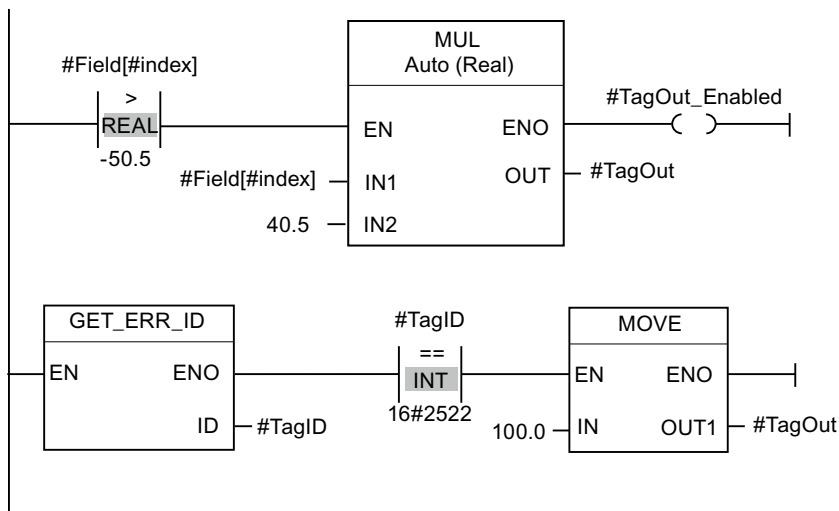 MUL
Auto (Real)
#Field[#index]
>
REAL
-50.5
EN
ENO
#TagOut_Enabled
#Field[#index]
IN1
OUT
#TagOut
40.5
IN2
GET_ERR_ID
#TagID
MOVE
EN
ENO
==
INT
16#2522
EN
ENO
ID
#TagID
100.0
IN
OUT1
#TagOut